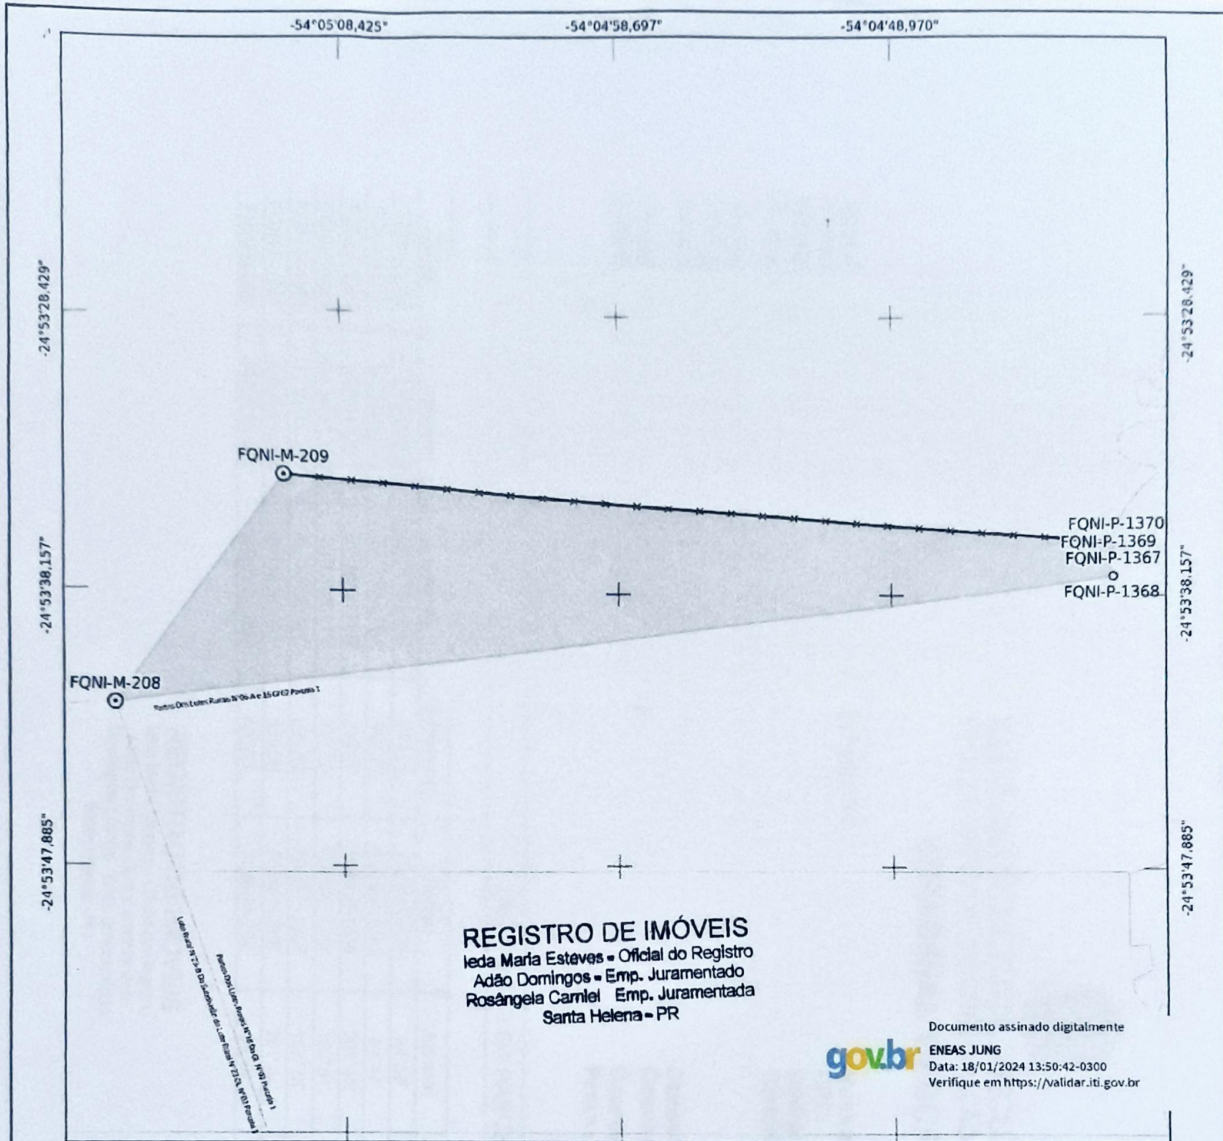 -54°05'08,425"
-54°04'58,697"
-54°04'48,970"
-24°53'28.429"
-24°53'28.429"
FQNI-M-209
FQNI-P-1370
FQNI-P-1369
FQNI-P-1367
FQNI-P-1368
-24°53'38,157"
-24°53'38,157"
FQNI-M-208
-24°53'47,885"
-24°53'47,885"
REGISTRO DE IMÓVEIS
Ieda Maria Esteves - Oficial do Registro
Adão Domingos - Emp. Juramentado
Rosângela Carniel Emp. Juramentada
Santa Helena - PR
Documento assinado digitalmente
gov.br
ENEAS JUNG
Data: 18/01/2024 13:50:42-0300
Verifique em https://validar.iti.gov.br